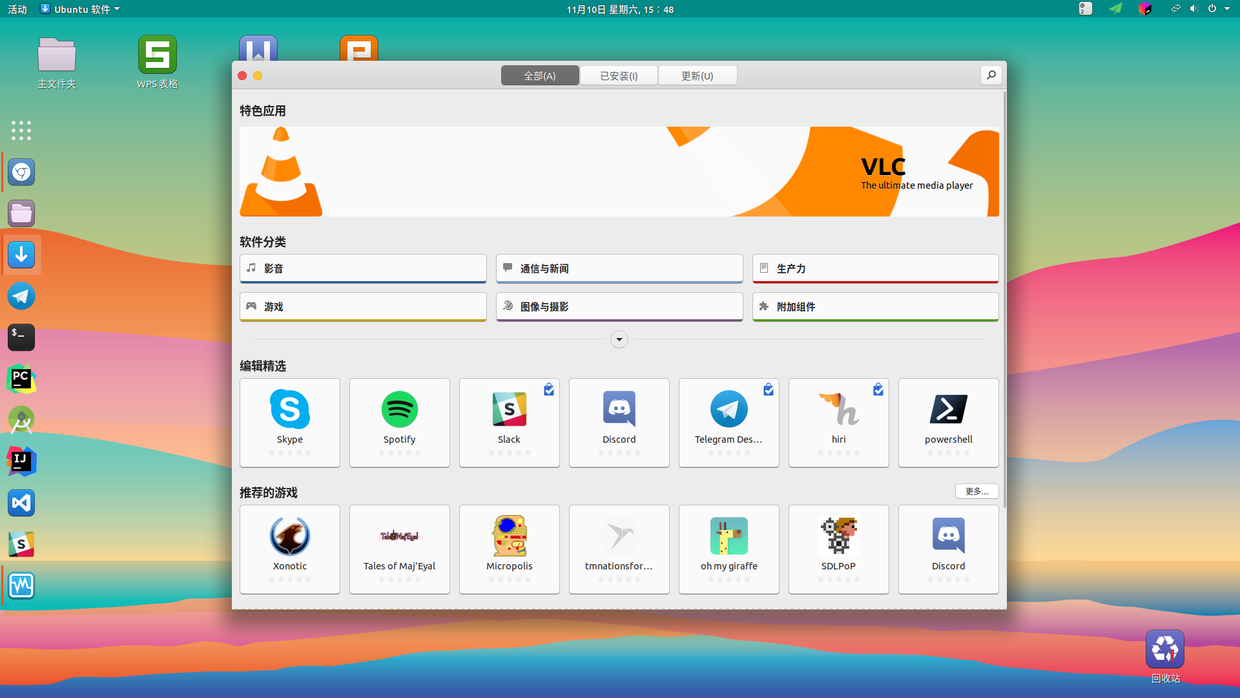 活动 Ubuntu 软件
11月10日 星期六, 15：48
主文件夹
WPS 表格
全部(A) 已安装(I) 更新(U)
特色应用
VLC
The ultimate media player
软件分类
影音 通信与新闻 生产力
游戏 图像与摄影 附加组件
编辑精选
Skype Spotify Slack Discord Telegram Des… hiri powershell
推荐的游戏 更多…
Xonotic Tales of Maj'Eyal Micropolis tmnationsfor… oh my giraffe SDLPoP Discord
$_
PC
IJ
S
回收站